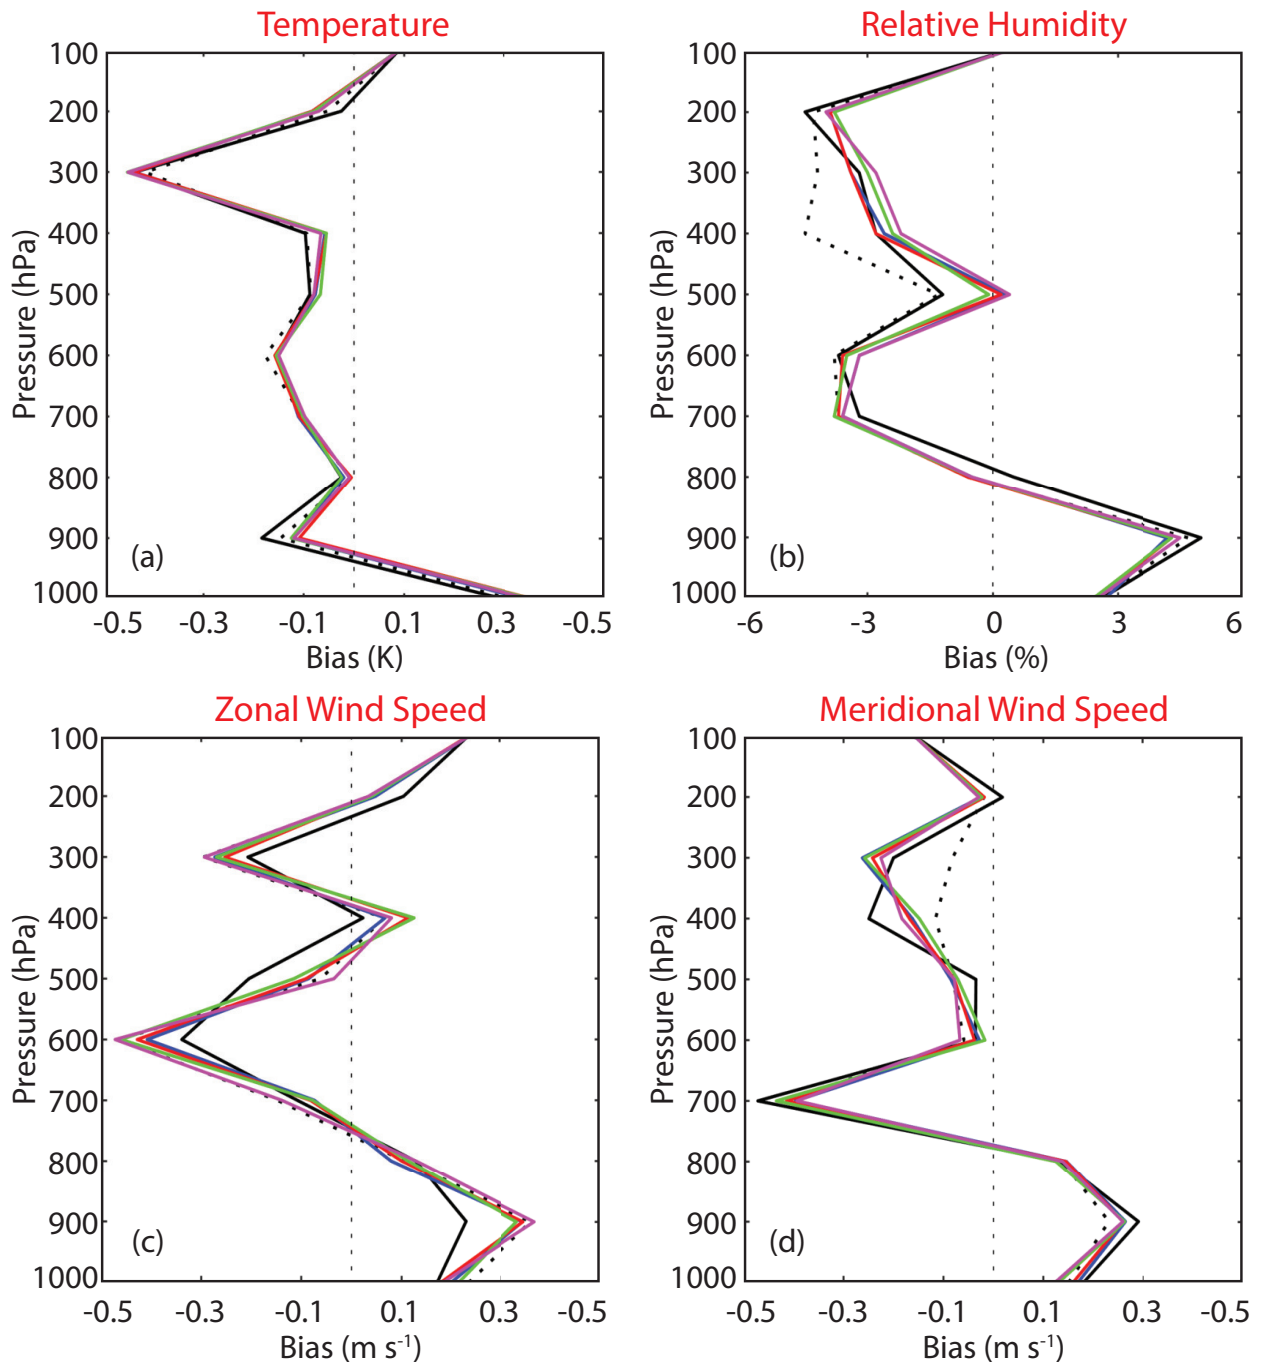 Temperature
Relative Humidity
100
200
300
400
500
600
700
800
900
1000
Pressure (hPa)
(a)
-0.5 -0.3 -0.1 0.1 0.3 -0.5
Bias (K)
100
200
300
400
500
600
700
800
900
1000
Pressure (hPa)
(b)
-6 -3 0 3 6
Bias (%)
Zonal Wind Speed
Meridional Wind Speed
100
200
300
400
500
600
700
800
900
1000
Pressure (hPa)
(c)
-0.5 -0.3 -0.1 0.1 0.3 -0.5
Bias (m s⁻¹)
100
200
300
400
500
600
700
800
900
1000
Pressure (hPa)
(d)
-0.5 -0.3 -0.1 0.1 0.3 -0.5
Bias (m s⁻¹)